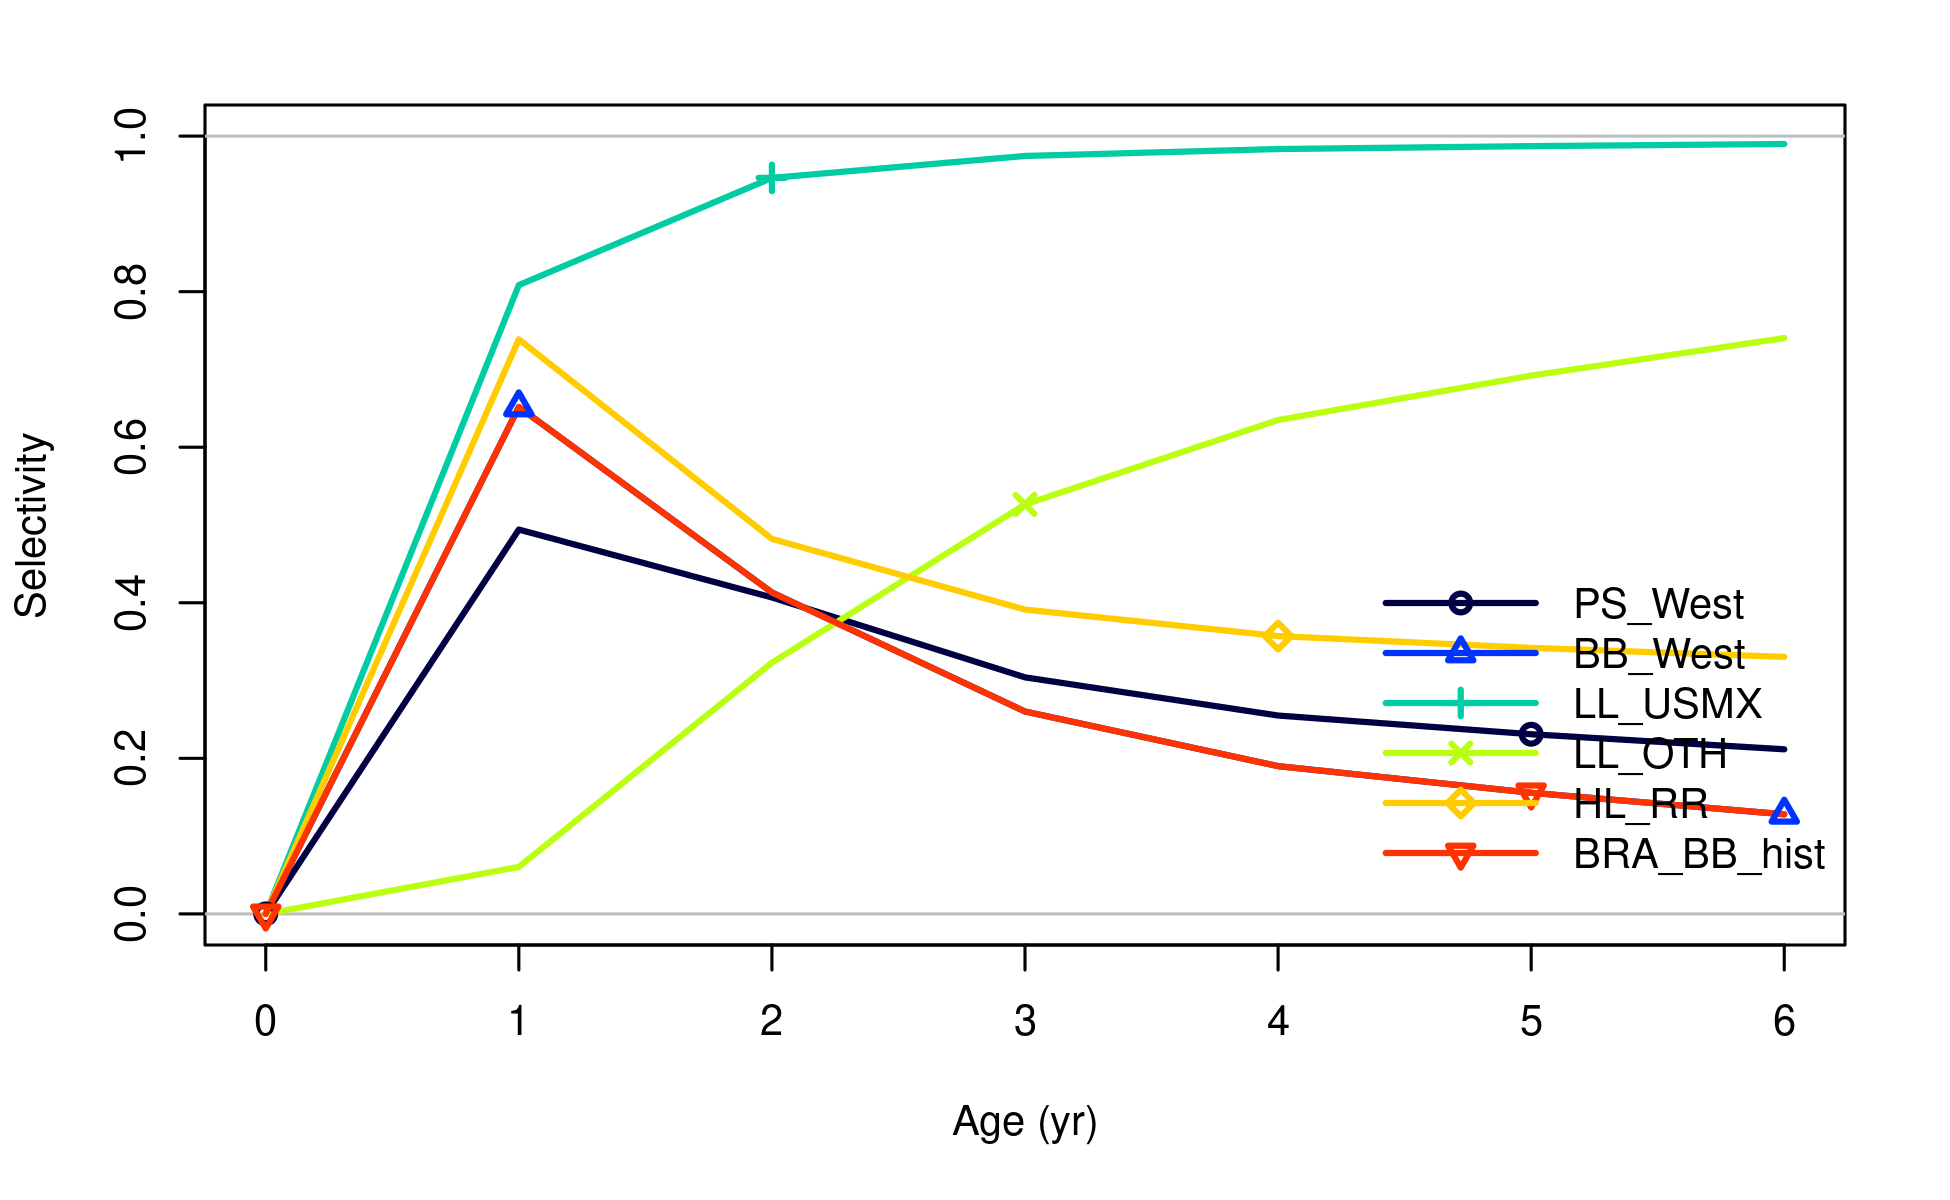 1.0
0.8
0.6
0.4
0.2
0.0
Selectivity
PS_West
BB_West
LL_USMX
LL_OTH
HL_RR
BRA_BB_hist
0 1 2 3 4 5 6
Age (yr)